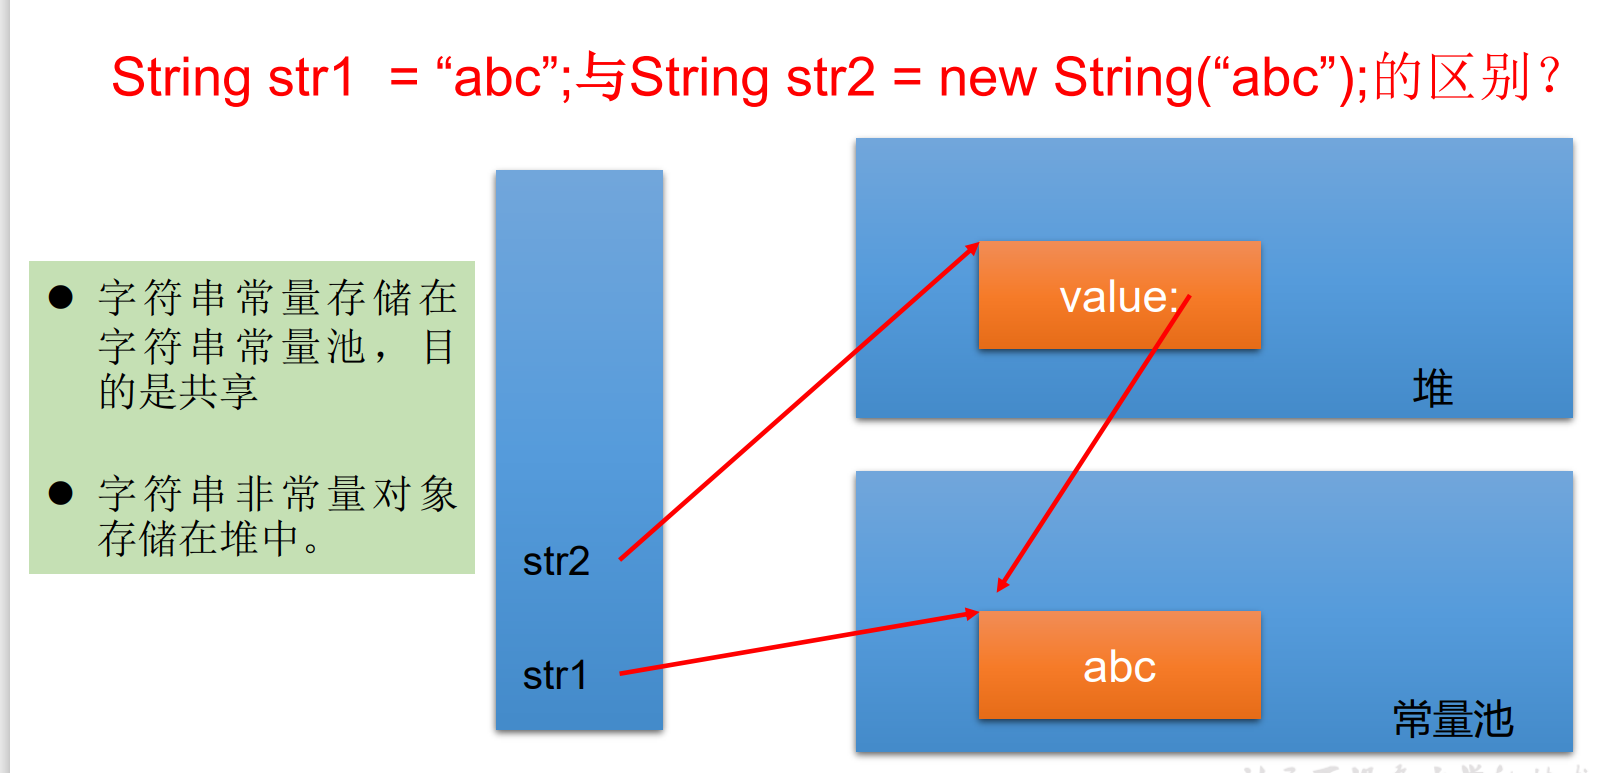 String str1  = “abc”;与String str2 = new String(“abc”);的区别？
● 字符串常量存储在
字符串常量池，目
的是共享
● 字符串非常量对象
存储在堆中。
str2
str1
value:
堆
abc
常量池